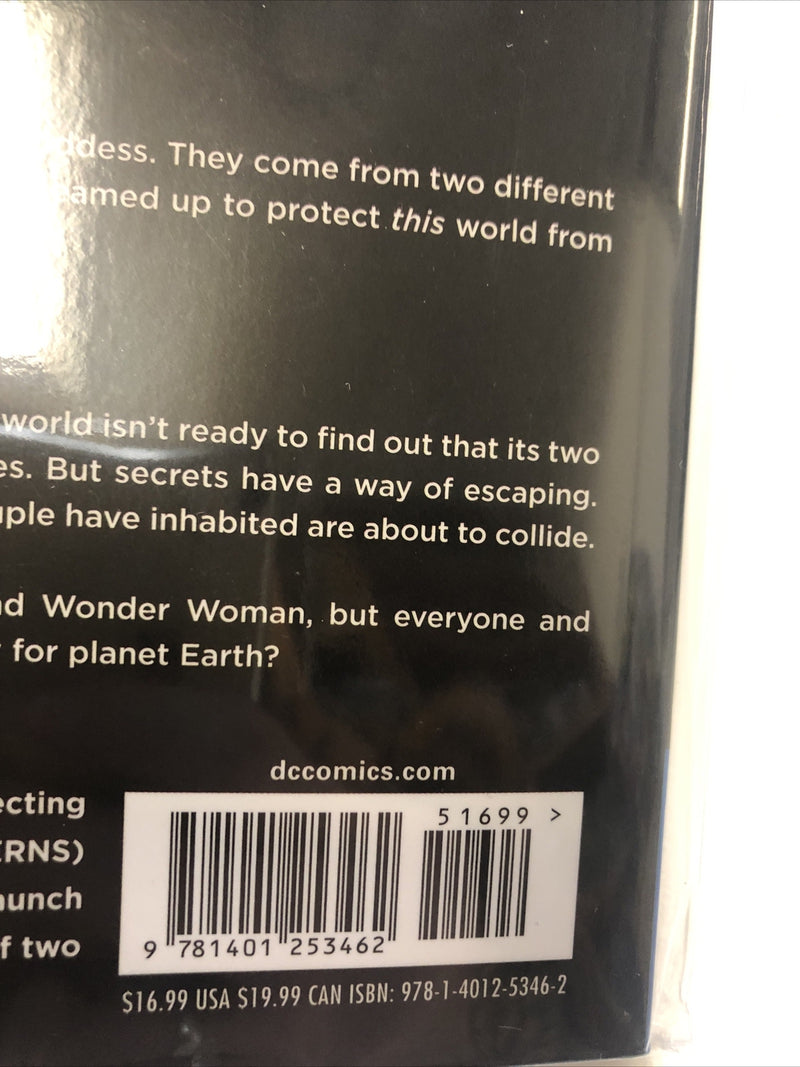 ddess. They come from two different
amed up to protect this world from
world isn't ready to find out that its two
es. But secrets have a way of escaping.
uple have inhabited are about to collide.
nd Wonder Woman, but everyone and
for planet Earth?
dccomics.com
ecting
ERNS)
aunch
f two
51699 >
9 781401 253462
$16.99 USA $19.99 CAN ISBN: 978-1-4012-5346-2